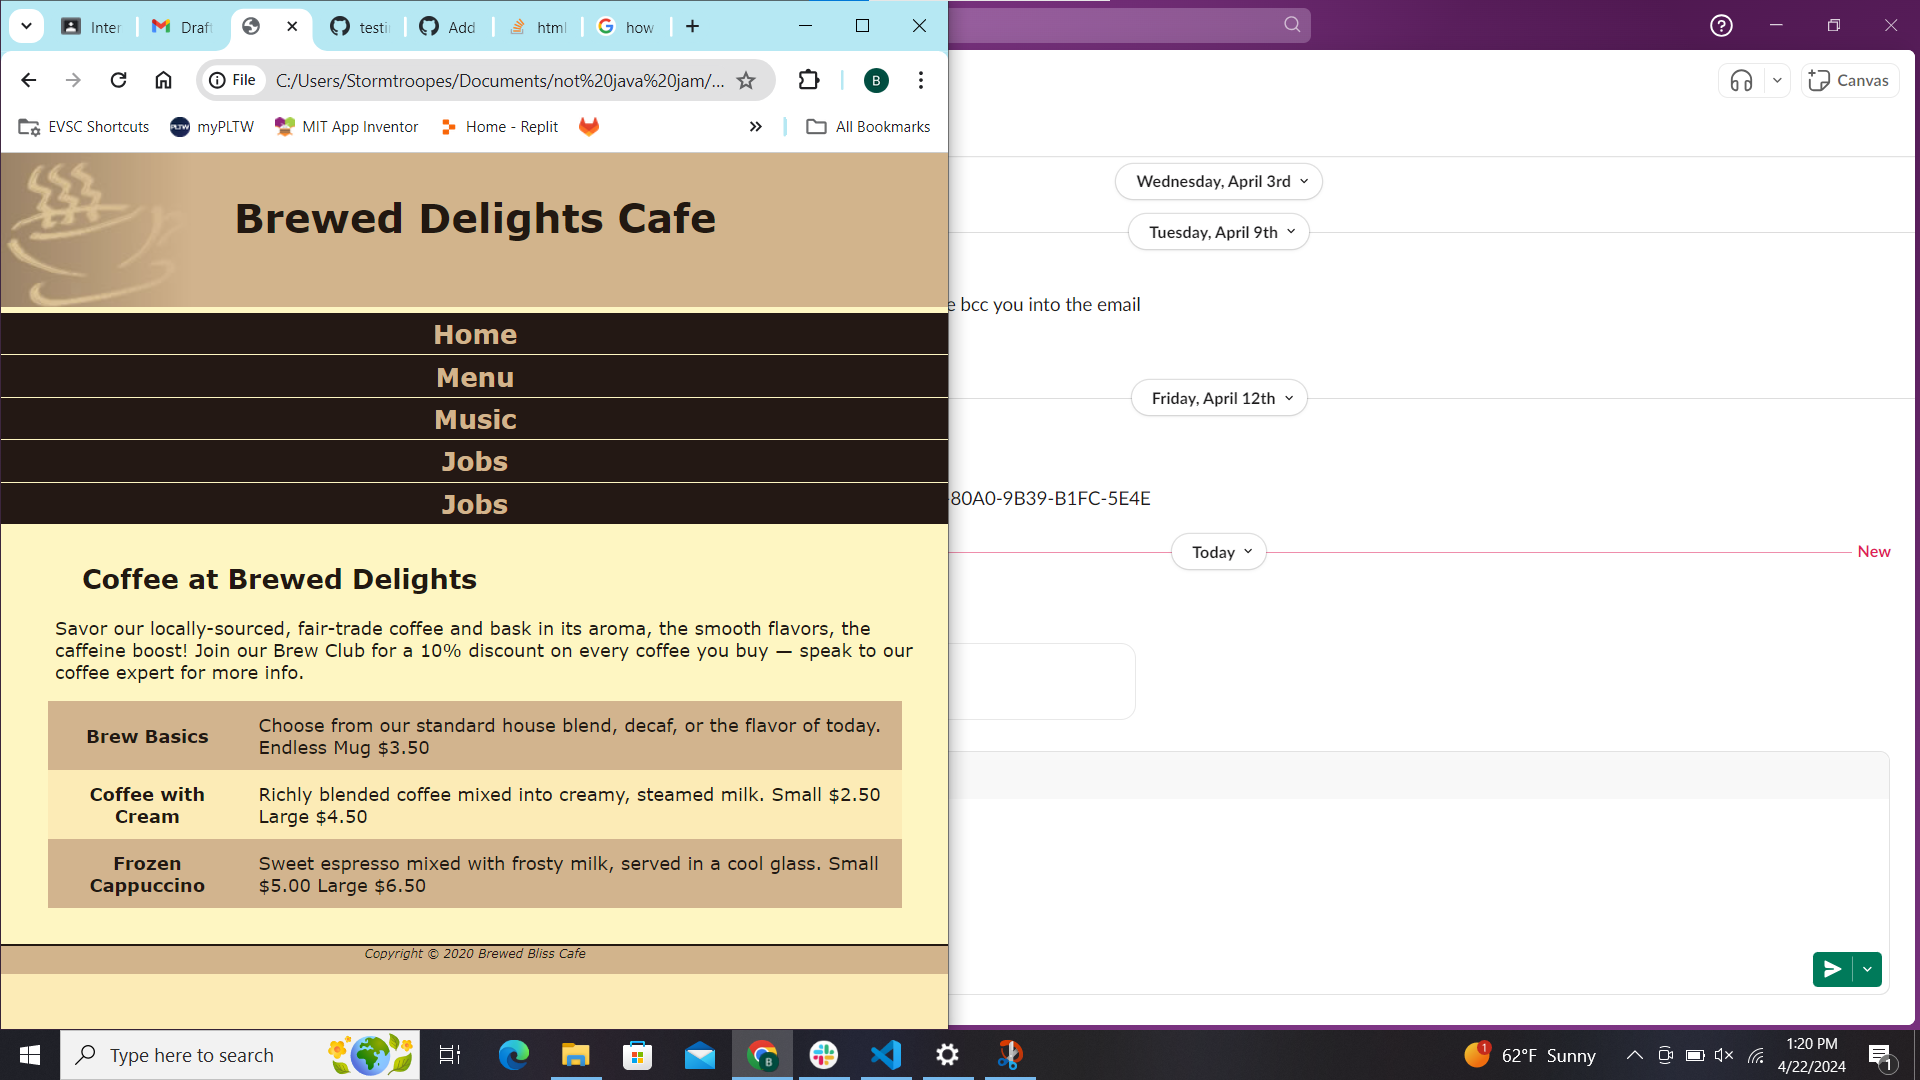 Inter
Draft
testi
Add
html
how
File
C:/Users/Stormtroopes/Documents/not%20java%20jam/...
B
EVSC Shortcuts
PLTW
myPLTW
MIT App Inventor
Home - Replit
»
All Bookmarks
Brewed Delights Cafe
Home
Menu
Music
Jobs
Jobs
Coffee at Brewed Delights
Savor our locally-sourced, fair-trade coffee and bask in its aroma, the smooth flavors, the
caffeine boost! Join our Brew Club for a 10% discount on every coffee you buy — speak to our
coffee expert for more info.
Brew Basics
Choose from our standard house blend, decaf, or the flavor of today.
Endless Mug $3.50
Coffee with
Cream
Richly blended coffee mixed into creamy, steamed milk. Small $2.50
Large $4.50
Frozen
Cappuccino
Sweet espresso mixed with frosty milk, served in a cool glass. Small
$5.00 Large $6.50
Copyright © 2020 Brewed Bliss Cafe
Canvas
Wednesday, April 3rd
Tuesday, April 9th
e bcc you into the email
Friday, April 12th
-80A0-9B39-B1FC-5E4E
Today
New
Type here to search
B
1
62°F Sunny
1:20 PM
4/22/2024
1